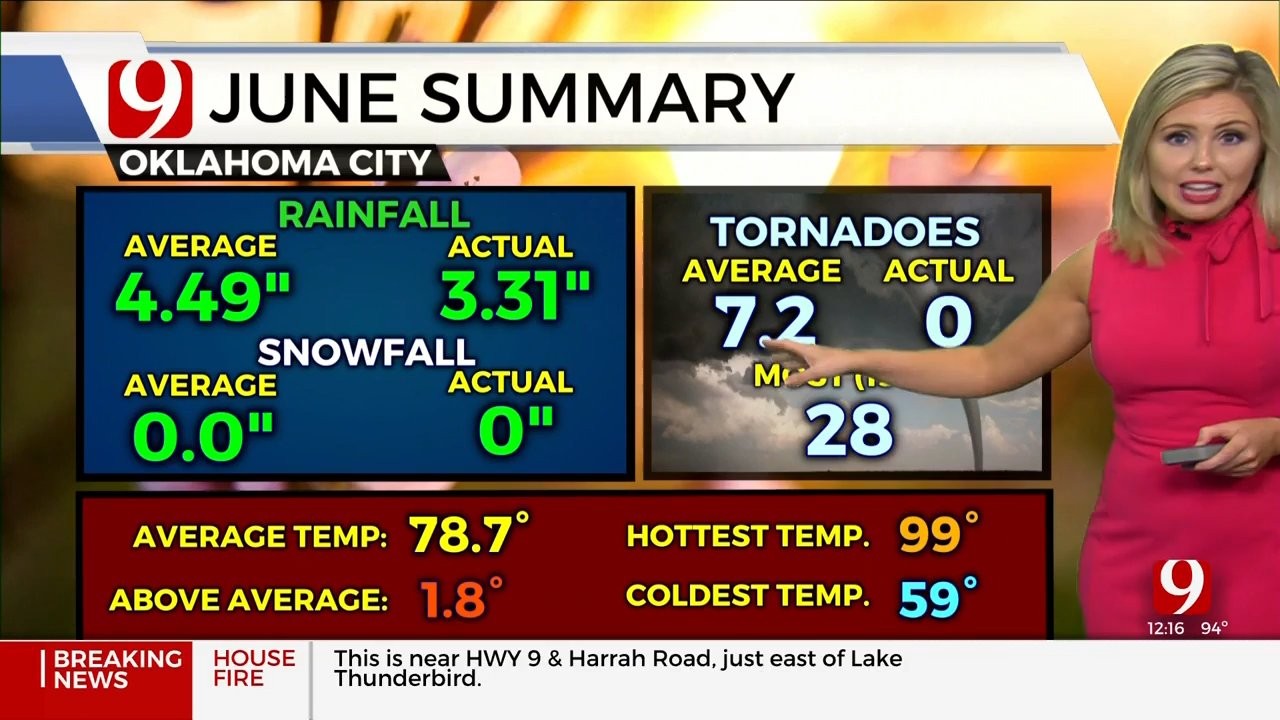 9 JUNE SUMMARY
OKLAHOMA CITY
RAINFALL
AVERAGE ACTUAL
4.49" 3.31"
SNOWFALL
AVERAGE ACTUAL
0.0" 0"
TORNADOES
AVERAGE ACTUAL
7.2 0
28
AVERAGE TEMP: 78.7°
ABOVE AVERAGE: 1.8°
HOTTEST TEMP. 99°
COLDEST TEMP. 59°
9
12:16 94°
BREAKING
NEWS
HOUSE
FIRE
This is near HWY 9 & Harrah Road, just east of Lake
Thunderbird.